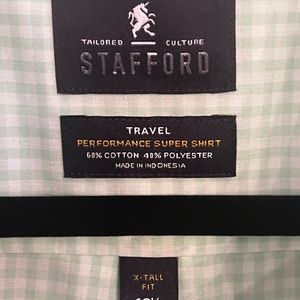 TAILORED CULTURE
STAFFORD
TRAVEL
PERFORMANCE SUPER SHIRT
60% COTTON 40% POLYESTER
MADE IN INDONESIA
X-TALL
FIT